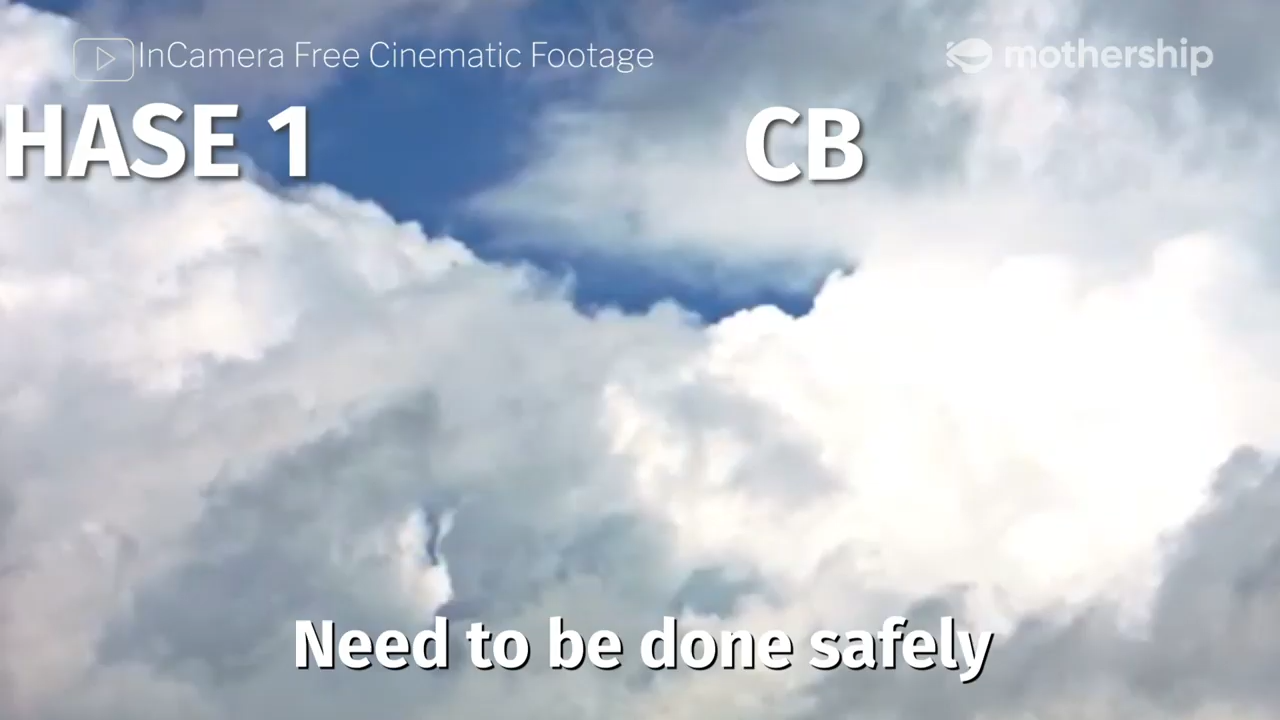 InCamera Free Cinematic Footage
mothership
HASE 1
CB
Need to be done safely